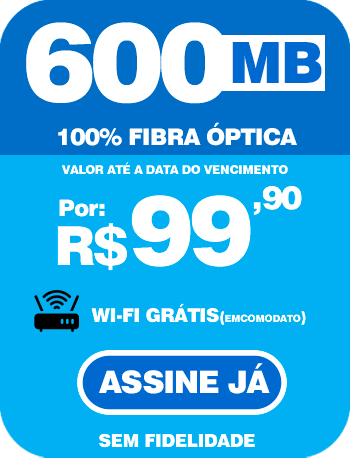 600 MB
100% FIBRA ÓPTICA
VALOR ATÉ A DATA DO VENCIMENTO
Por:
R$99,90
WI-FI GRÁTIS(EMCOMODATO)
ASSINE JÁ
SEM FIDELIDADE